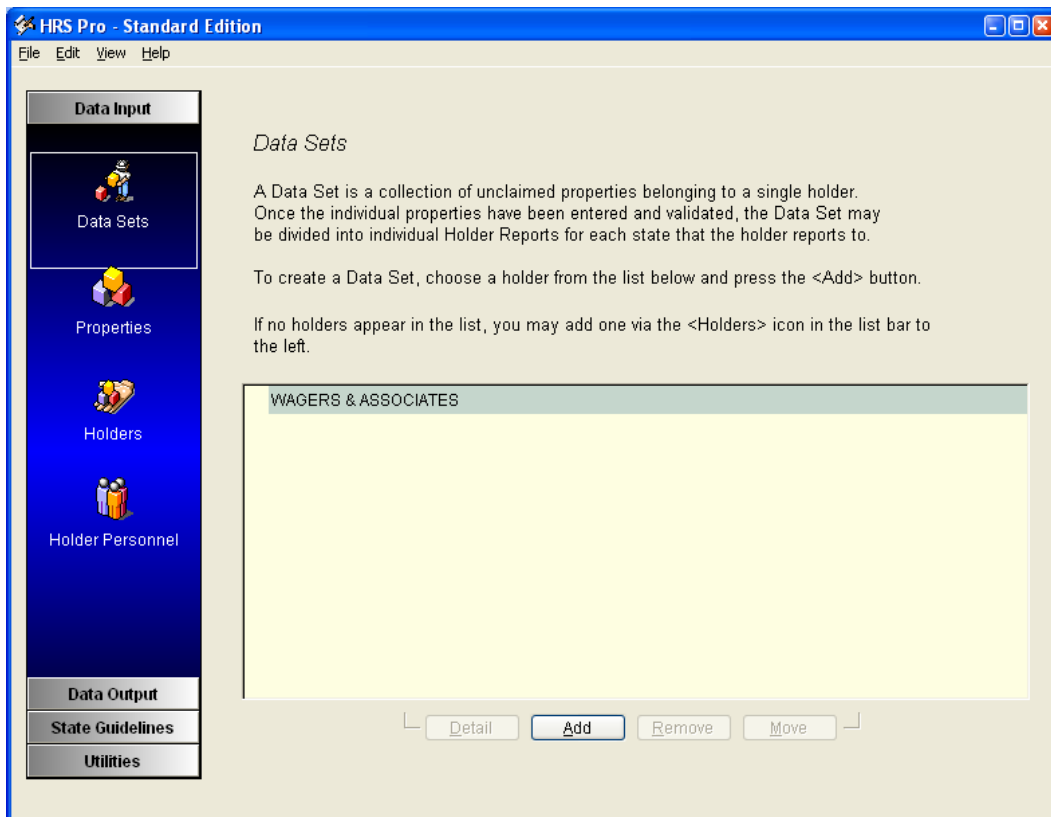 HRS Pro - Standard Edition
File Edit View Help
Data Input
Data Sets
Properties
Holders
Holder Personnel
Data Output
State Guidelines
Utilities
Data Sets
A Data Set is a collection of unclaimed properties belonging to a single holder.
Once the individual properties have been entered and validated, the Data Set may
be divided into individual Holder Reports for each state that the holder reports to.
To create a Data Set, choose a holder from the list below and press the <Add> button.
If no holders appear in the list, you may add one via the <Holders> icon in the list bar to
the left.
WAGERS & ASSOCIATES
Detail Add Remove Move